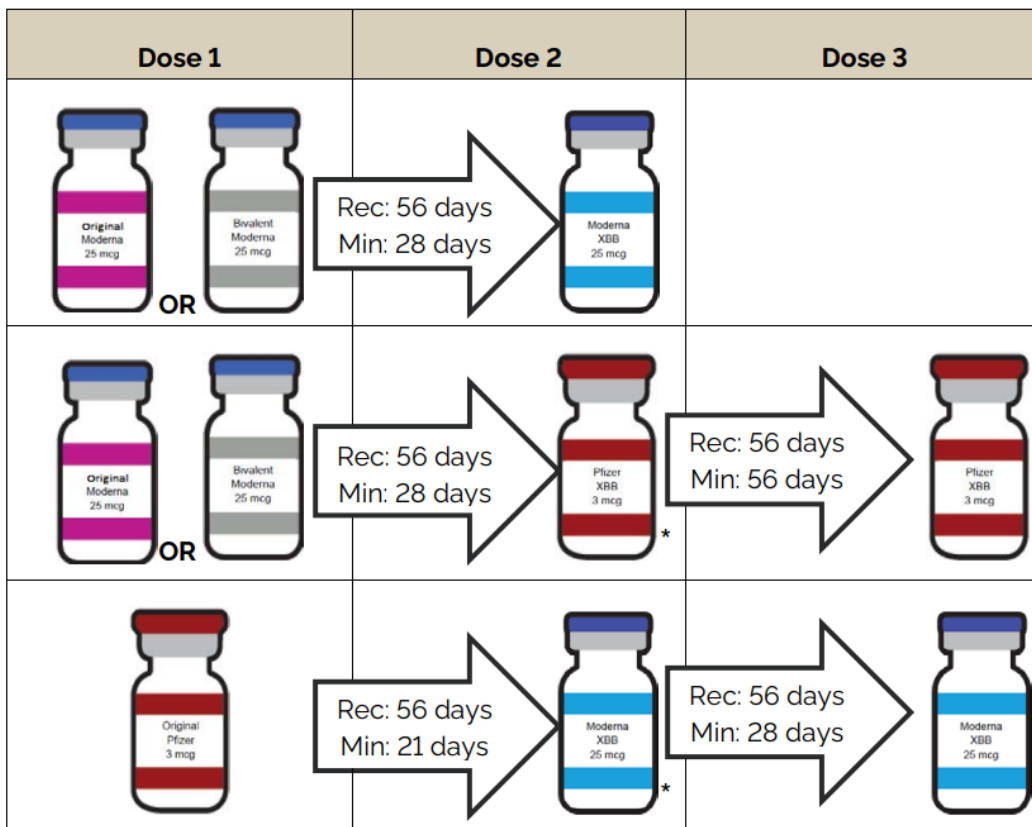 Dose 1
Dose 2
Dose 3
Original
Moderna
25 mcg
OR
Bivalent
Moderna
25 mcg
Rec: 56 days
Min: 28 days
Moderna
XBB
25 mcg
Original
Moderna
25 mcg
OR
Bivalent
Moderna
25 mcg
Rec: 56 days
Min: 28 days
Pfizer
XBB
3 mcg
*
Rec: 56 days
Min: 56 days
Pfizer
XBB
3 mcg
Original
Pfizer
3 mcg
Rec: 56 days
Min: 21 days
Moderna
XBB
25 mcg
*
Rec: 56 days
Min: 28 days
Moderna
XBB
25 mcg